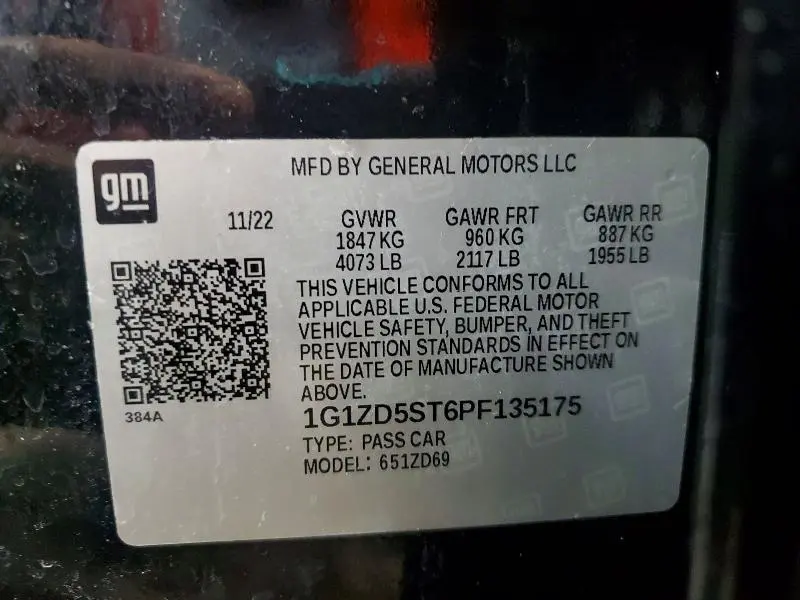 gm
MFD BY GENERAL MOTORS LLC
11/22 GVWR GAWR FRT GAWR RR
1847 KG 960 KG 887 KG
4073 LB 2117 LB 1955 LB
THIS VEHICLE CONFORMS TO ALL
APPLICABLE U.S. FEDERAL MOTOR
VEHICLE SAFETY, BUMPER, AND THEFT
PREVENTION STANDARDS IN EFFECT ON
THE DATE OF MANUFACTURE SHOWN
ABOVE.
384A
1G1ZD5ST6PF135175
TYPE: PASS CAR
MODEL: 651ZD69